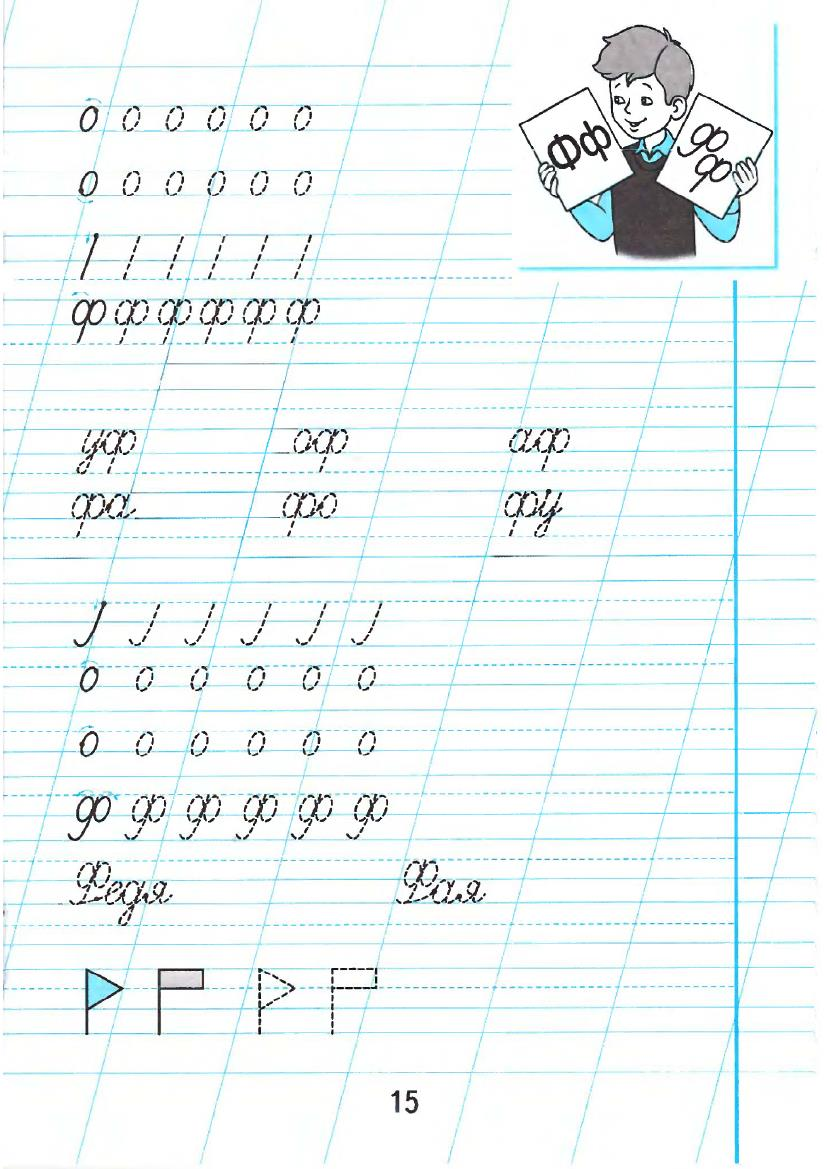 Фф
Ф
ф
о о о о о о
о о о о о о
ф ф ф ф ф ф
уф оф аф
фа фо фу
о о о о о о
о о о о о о
Ф Ф Ф Ф Ф Ф
Федя Фая
15